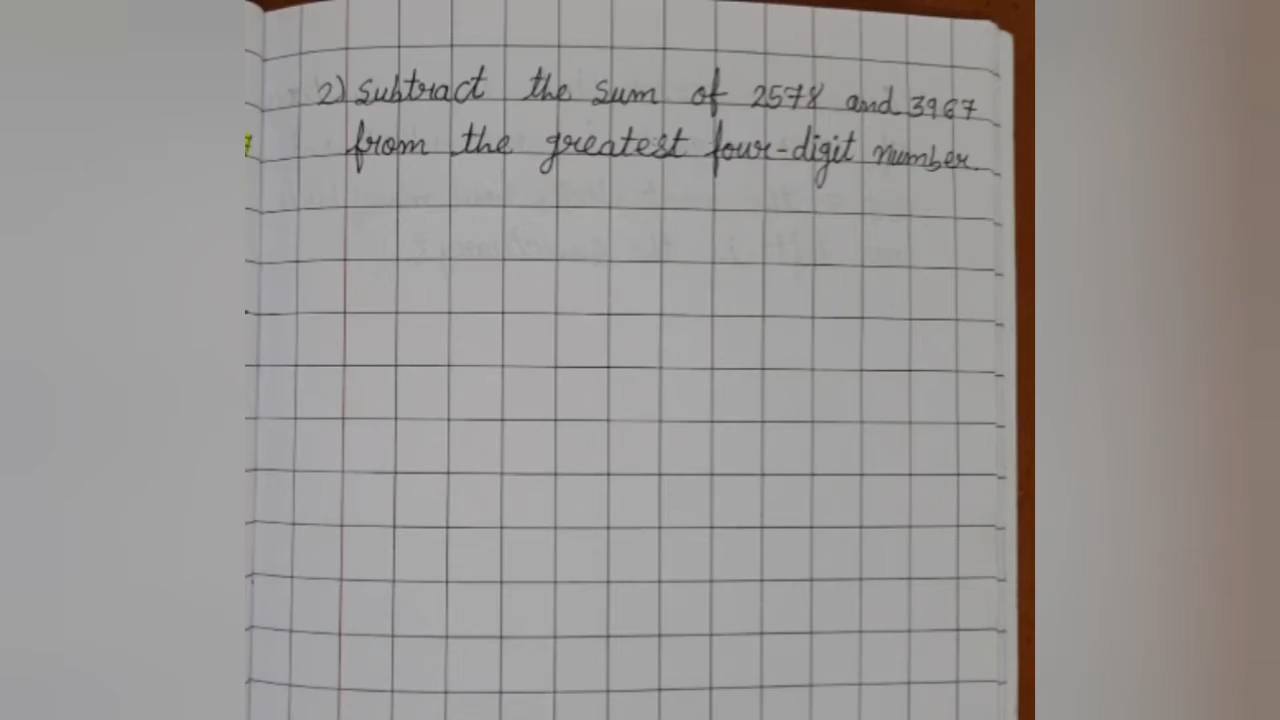 2) Subtract the sum of 2578 and 3967
from the greatest four-digit number.